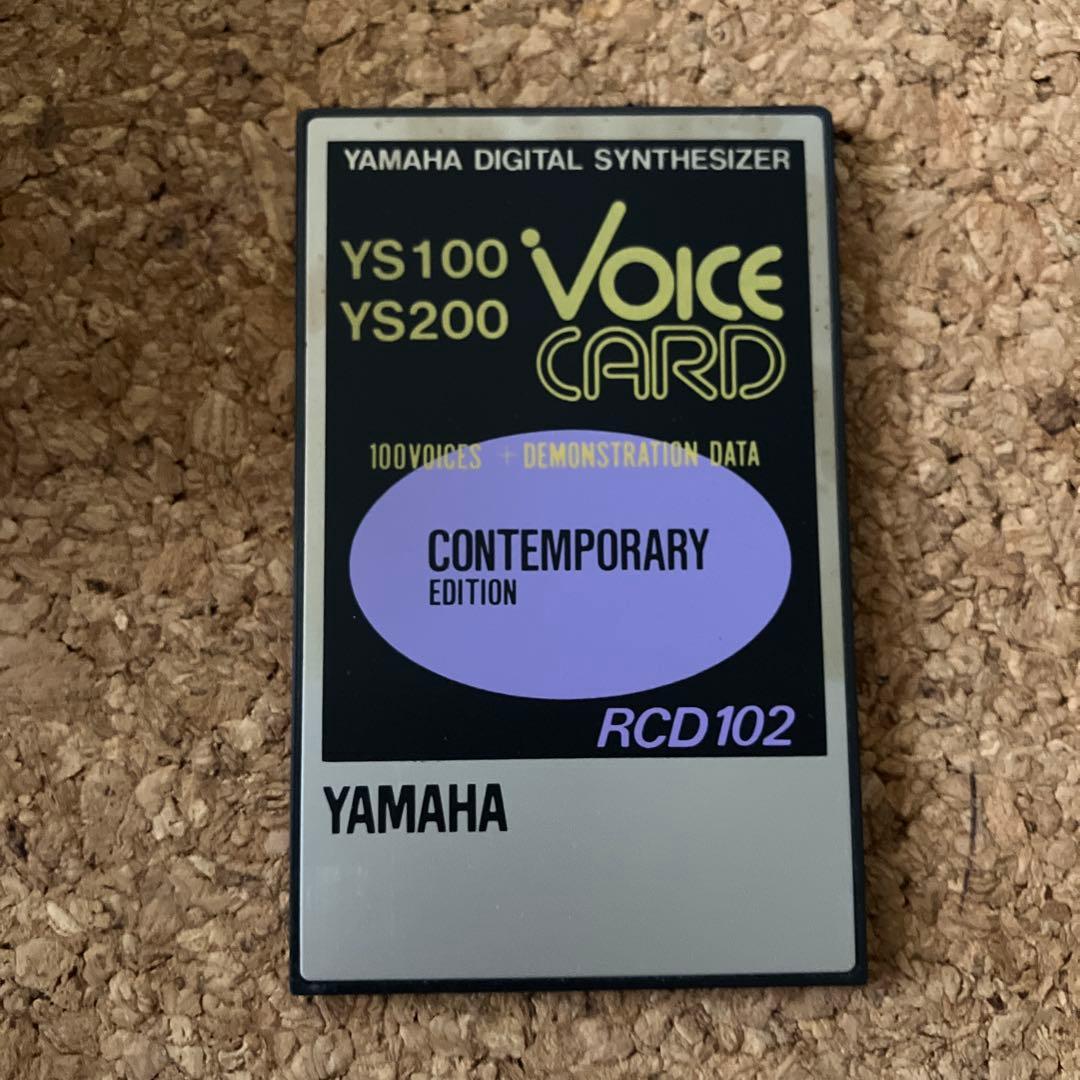 YAMAHA DIGITAL SYNTHESIZER
YS100
YS200
VOICE
CARD
100VOICES + DEMONSTRATION DATA
CONTEMPORARY
EDITION
RCD102
YAMAHA